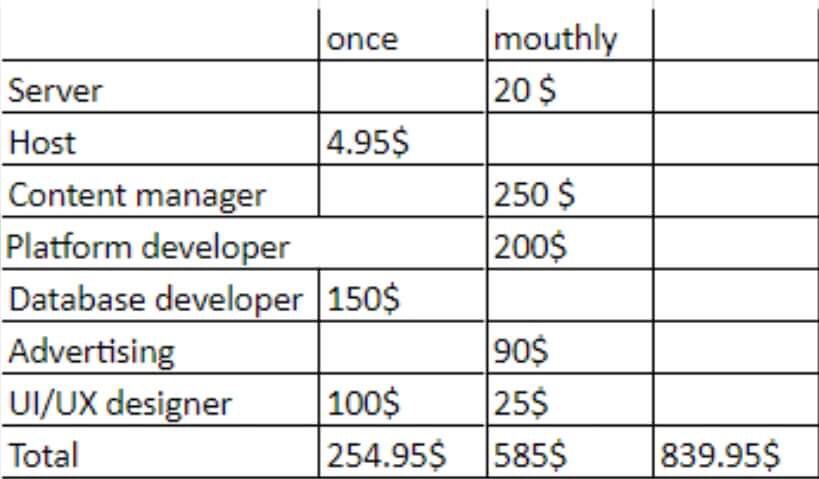 once mouthly
Server 20 $
Host 4.95$
Content manager 250 $
Platform developer 200$
Database developer 150$
Advertising 90$
UI/UX designer 100$ 25$
Total 254.95$ 585$ 839.95$